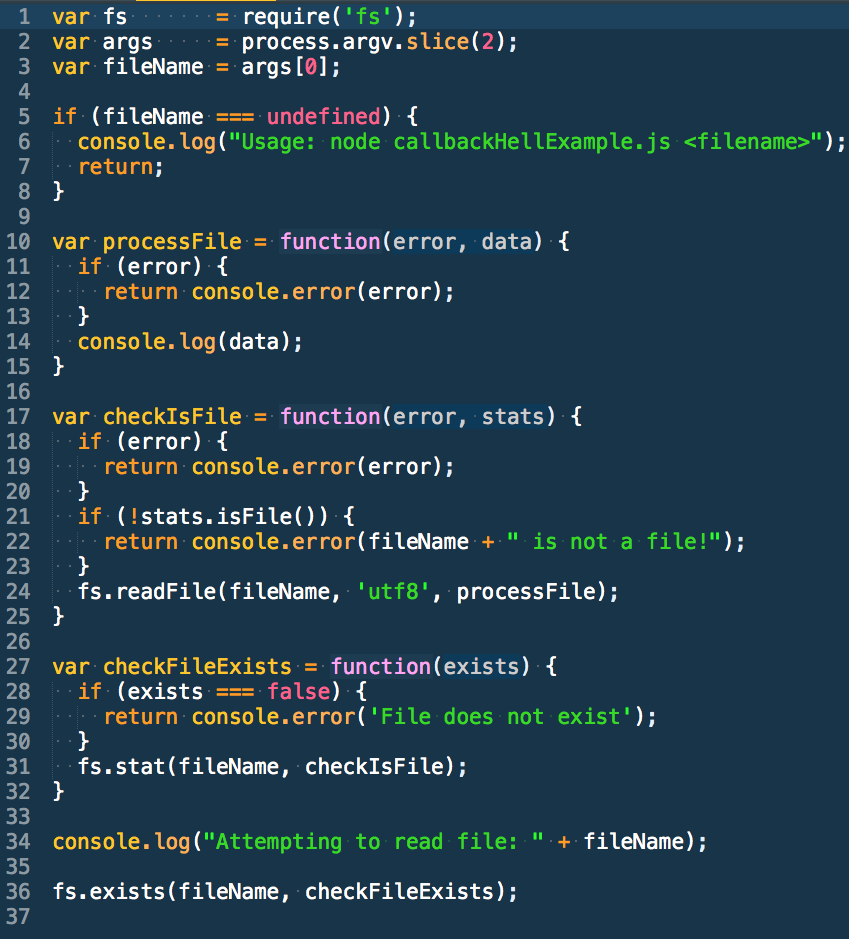 1 var fs       = require('fs');
2 var args     = process.argv.slice(2);
3 var fileName = args[0];
4
5 if (fileName === undefined) {
6   console.log("Usage: node callbackHellExample.js <filename>");
7   return;
8 }
9
10 var processFile = function(error, data) {
11   if (error) {
12     return console.error(error);
13   }
14   console.log(data);
15 }
16
17 var checkIsFile = function(error, stats) {
18   if (error) {
19     return console.error(error);
20   }
21   if (!stats.isFile()) {
22     return console.error(fileName + " is not a file!");
23   }
24   fs.readFile(fileName, 'utf8', processFile);
25 }
26
27 var checkFileExists = function(exists) {
28   if (exists === false) {
29     return console.error('File does not exist');
30   }
31   fs.stat(fileName, checkIsFile);
32 }
33
34 console.log("Attempting to read file: " + fileName);
35
36 fs.exists(fileName, checkFileExists);
37